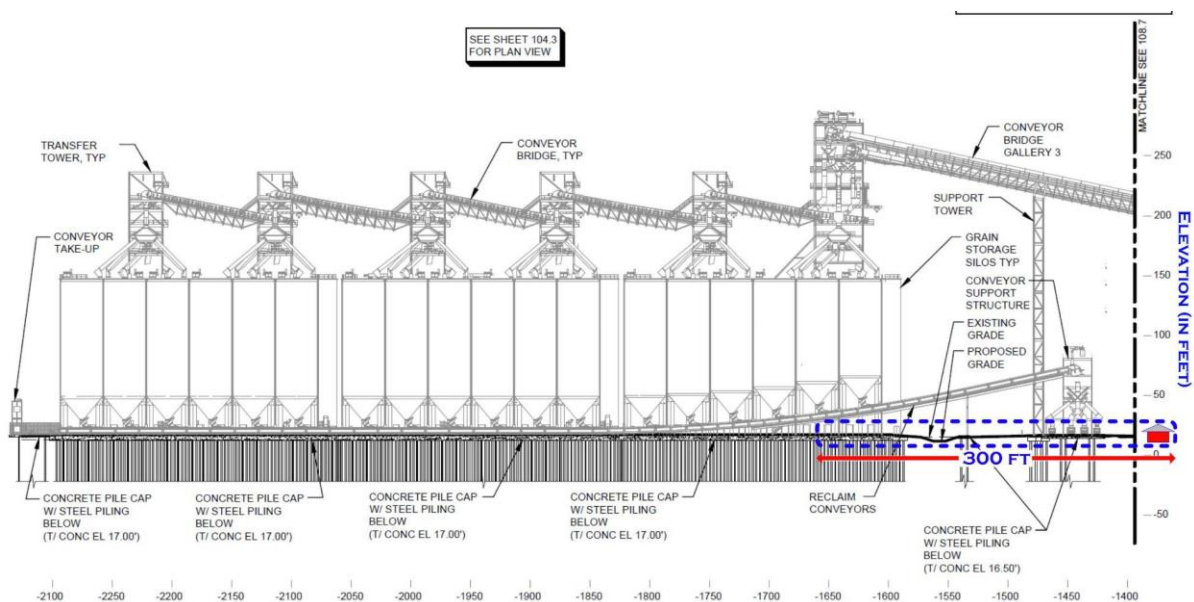 SEE SHEET 104.3
FOR PLAN VIEW
MATCHLINE SEE 108.7
TRANSFER
TOWER, TYP
CONVEYOR
BRIDGE, TYP
CONVEYOR
BRIDGE
GALLERY 3
250
SUPPORT
TOWER
200
CONVEYOR
TAKE-UP
GRAIN
STORAGE
SILOS TYP
150
CONVEYOR
SUPPORT
STRUCTURE
ELEVATION (IN FEET)
EXISTING
GRADE
100
PROPOSED
GRADE
50
0
300 FT
CONCRETE PILE CAP
W/ STEEL PILING
BELOW
(T/ CONC EL 17.00')
CONCRETE PILE CAP
W/ STEEL PILING
BELOW
(T/ CONC EL 17.00')
CONCRETE PILE CAP
W/ STEEL PILING
BELOW
(T/ CONC EL 17.00')
CONCRETE PILE CAP
W/ STEEL PILING
BELOW
(T/ CONC EL 17.00')
RECLAIM
CONVEYORS
-50
CONCRETE PILE CAP
W/ STEEL PILING
BELOW
(T/ CONC EL 16.50')
-2100 -2250 -2200 -2150 -2100 -2050 -2000 -1950 -1900 -1850 -1800 -1750 -1700 -1650 -1600 -1550 -1500 -1450 -1400